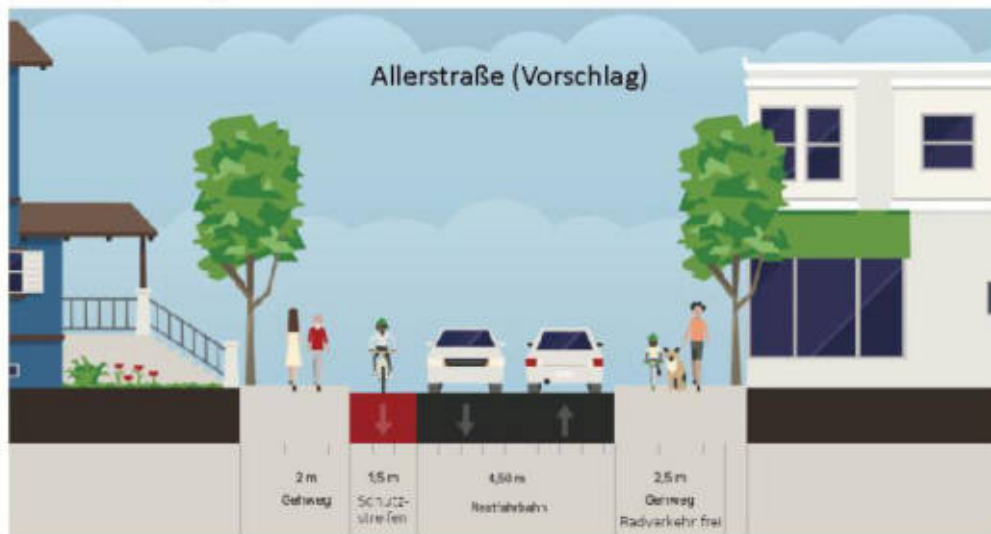 Allerstraße (Vorschlag)
2 m
Gehweg
1,5 m
Schutz-
streifen
4,50 m
Restfahrbahn
2,5 m
Gehweg
Radverkehr frei